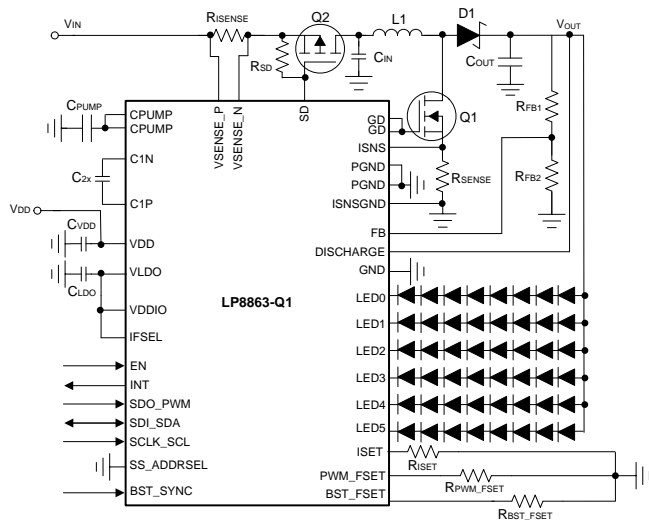 VIN
RISENSE
Q2
L1
D1
VOUT
RSD
CIN
COUT
RFB1
CPUMP
CPUMP
CPUMP
VSENSE_P
VSENSE_N
SD
GD
GD
Q1
ISNS
C1N
C2x
C1P
PGND
PGND
RSENSE
RFB2
ISNSGND
VDD
CVDD
VDD
FB
DISCHARGE
VLDO
GND
CLDO
VDDIO
IFSEL
LP8863-Q1
LED0
LED1
LED2
LED3
LED4
LED5
EN
INT
SDO_PWM
SDI_SDA
SCLK_SCL
SS_ADDRSEL
BST_SYNC
ISET
RISET
PWM_FSET
RPWM_FSET
BST_FSET
RBST_FSET